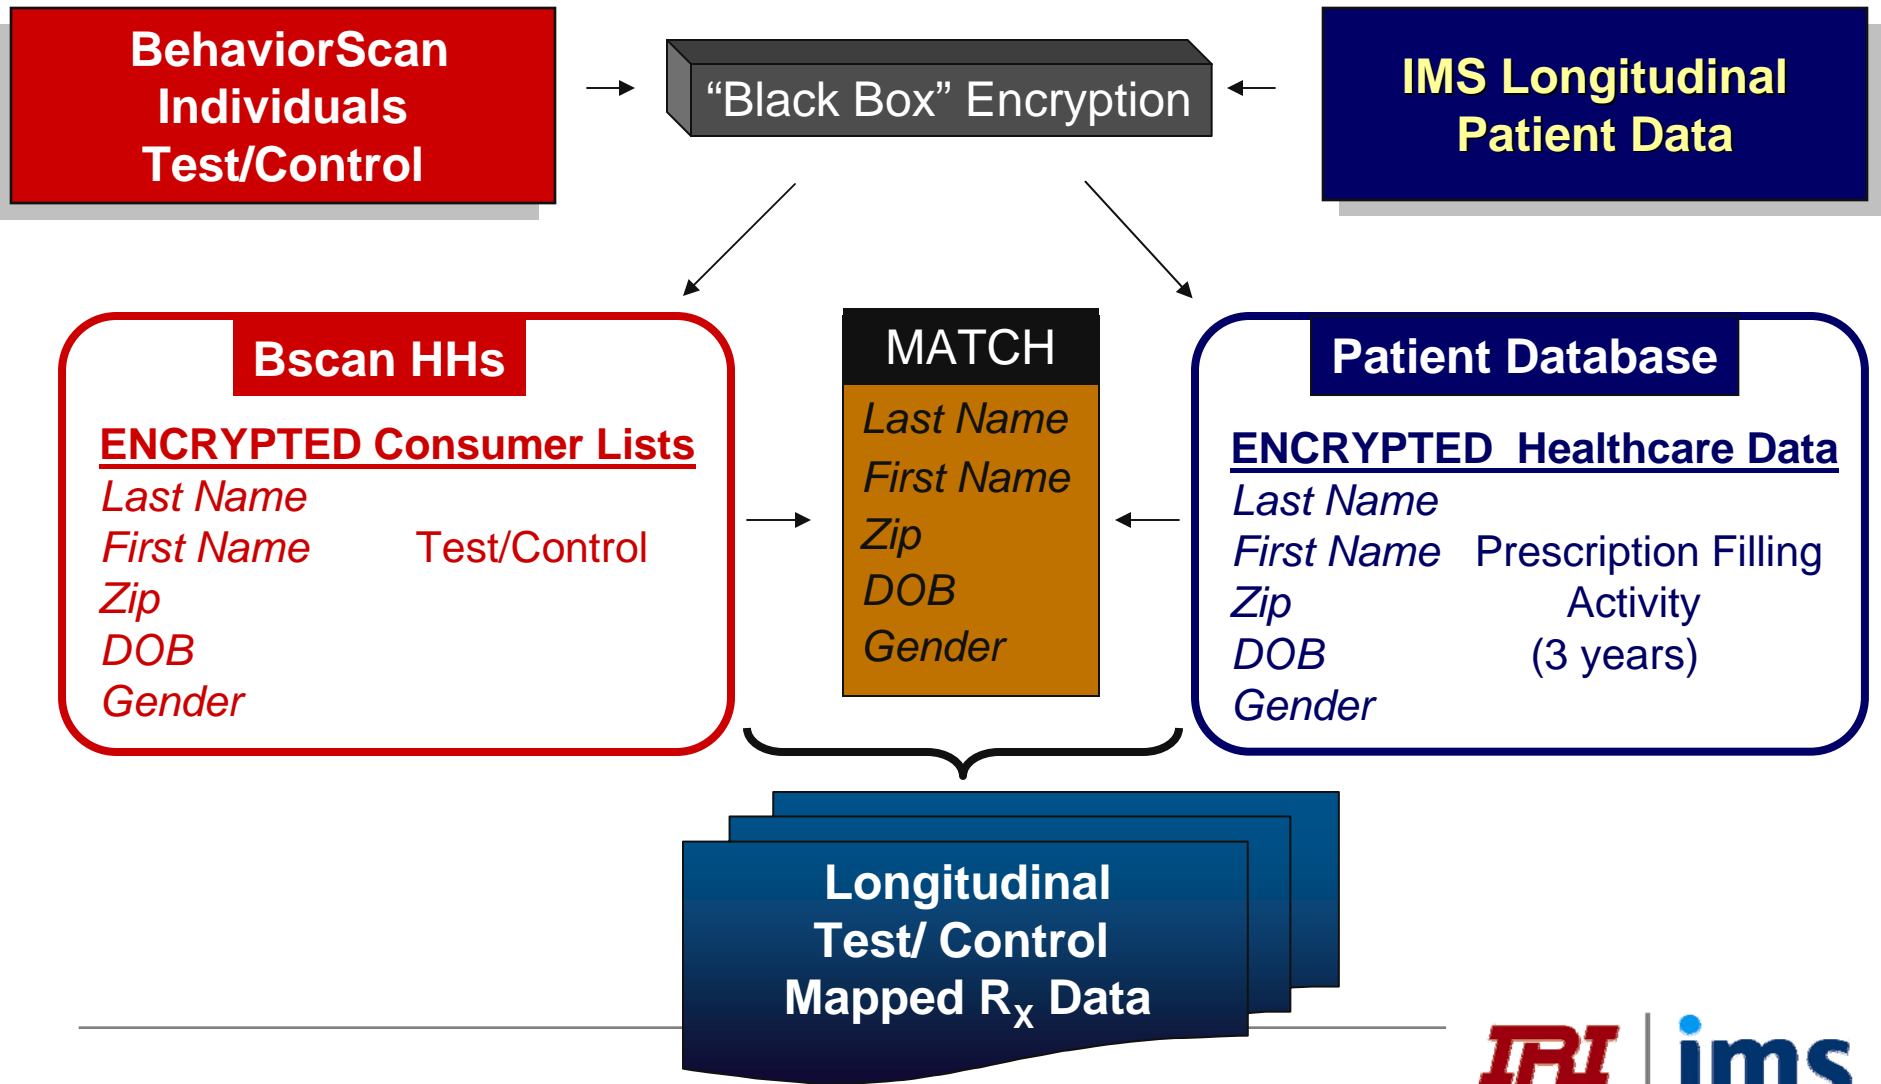 BehaviorScan
Individuals
Test/Control
“Black Box” Encryption
IMS Longitudinal
Patient Data
Bscan HHs
ENCRYPTED Consumer Lists
Last Name
First Name Test/Control
Zip
DOB
Gender
MATCH
Last Name
First Name
Zip
DOB
Gender
Patient Database
ENCRYPTED Healthcare Data
Last Name
First Name Prescription Filling
Zip Activity
DOB (3 years)
Gender
Longitudinal
Test/ Control
Mapped RX Data
IRI ims